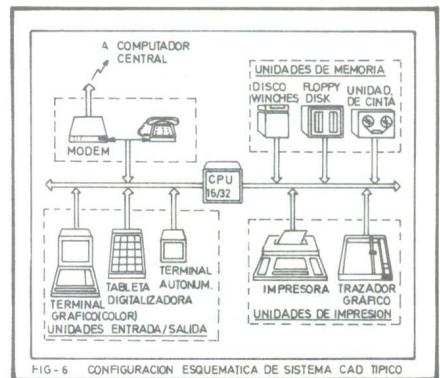 A COMPUTADOR
CENTRAL
MODEM
UNIDADES DE MEMORIA
DISCO
WINCHES
FLOPPY
DISK
UNIDAD.
DE CINTA
CPU
16/32
TERMINAL
GRAFICO(COLOR)
TABLETA
DIGITALIZADORA
TERMINAL
AUTONUM.
UNIDADES ENTRADA/SALIDA
IMPRESORA
TRAZADOR
GRAFICO
UNIDADES DE IMPRESION
FIG-6 CONFIGURACION ESQUEMATICA DE SISTEMA CAD TIPICO